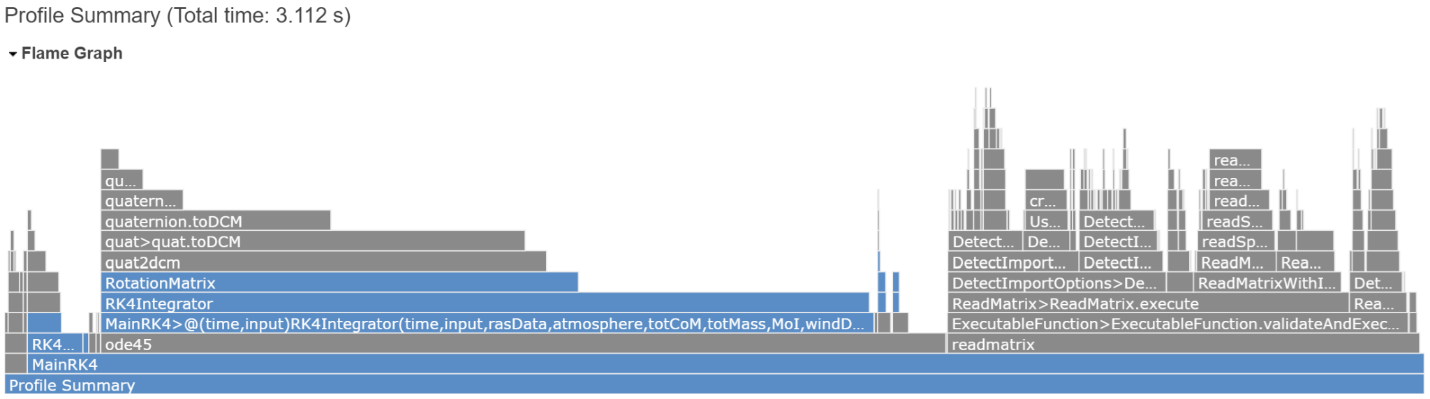 Profile Summary (Total time: 3.112 s)
Flame Graph
rea...
qu... rea...
quatern... cr... read...
quaternion.toDCM Us... Detect... readS...
quat>quat.toDCM Detect... De... DetectI... readSp...
quat2dcm DetectImport... DetectI... ReadM... Rea...
RotationMatrix DetectImportOptions>De... ReadMatrixWithI... Det...
RK4Integrator ReadMatrix>ReadMatrix.execute Rea...
MainRK4>@(time,input)RK4Integrator(time,input,rasData,atmosphere,totCoM,totMass,MoI,windD... ExecutableFunction>ExecutableFunction.validateAndExec...
RK4... ode45 readmatrix
MainRK4
Profile Summary